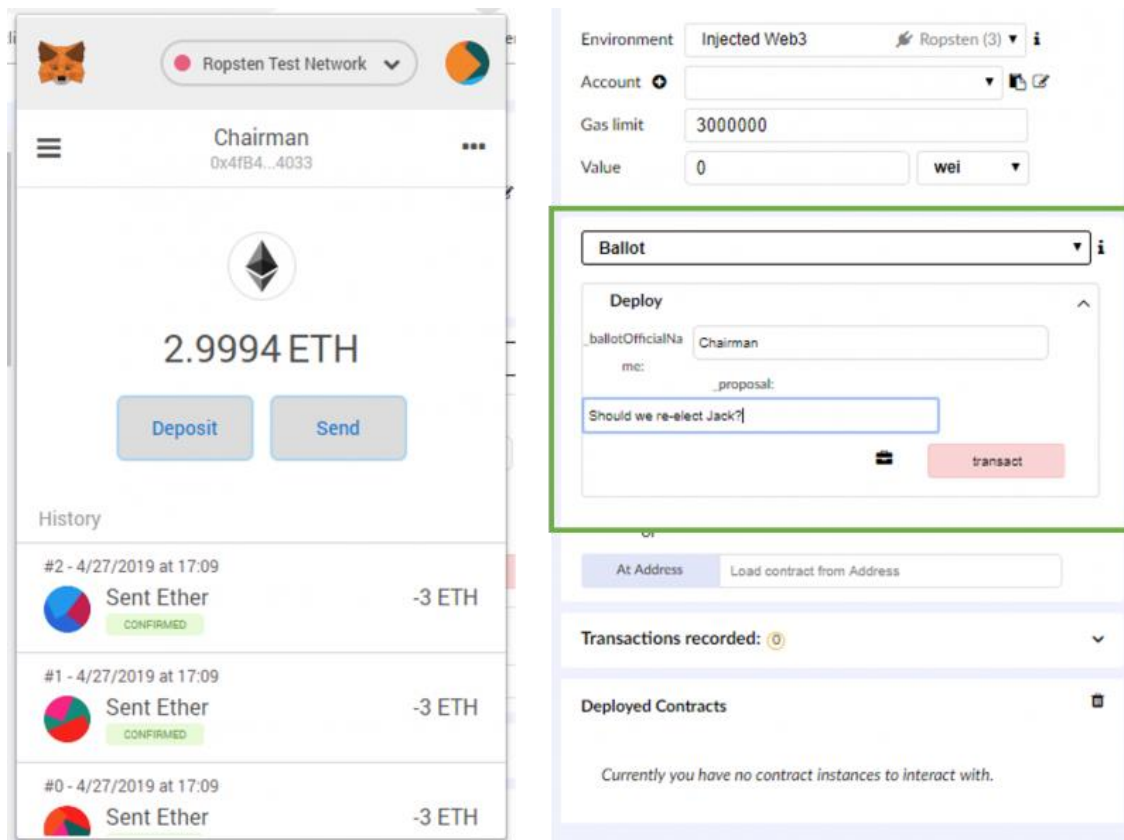 Ropsten Test Network
Chairman
0x4fB4...4033
2.9994 ETH
Deposit
Send
History
#2 - 4/27/2019 at 17:09
Sent Ether
-3 ETH
CONFIRMED
#1 - 4/27/2019 at 17:09
Sent Ether
-3 ETH
CONFIRMED
#0 - 4/27/2019 at 17:09
Sent Ether
-3 ETH
Environment
Injected Web3
Ropsten (3)
i
Account
Gas limit
3000000
Value
0
wei
Ballot
i
Deploy
_ballotOfficialNa
me:
Chairman
_proposal:
Should we re-elect Jack?
transact
or
At Address
Load contract from Address
Transactions recorded: 0
Deployed Contracts
Currently you have no contract instances to interact with.